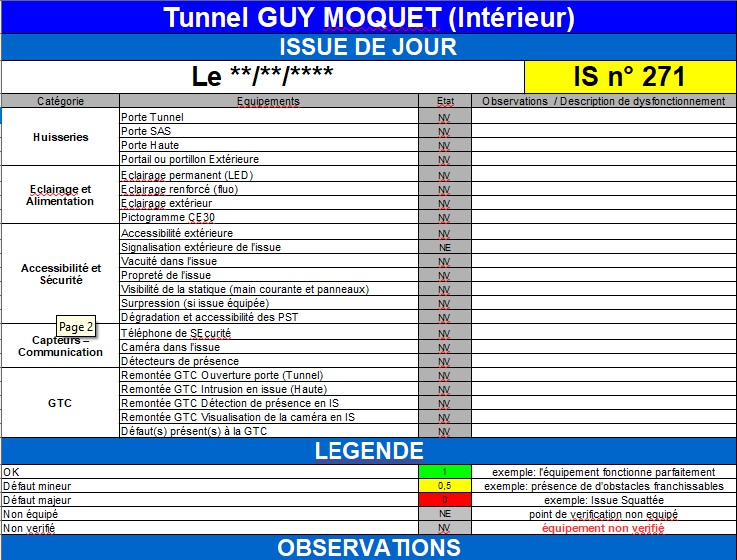 Tunnel GUY MOQUET (Intérieur)
ISSUE DE JOUR
Le **/**/**** IS n° 271
Catégorie Equipements Etat Observations / Description de dysfonctionnement
Huisseries
Porte Tunnel NV
Porte SAS NV
Porte Haute NV
Portail ou portillon Extérieure NV
Eclairage et Alimentation
Eclairage permanent (LED) NV
Eclairage renforcé (fluo) NV
Eclairage extérieur NV
Pictogramme CE30 NV
Accessibilité et Sécurité
Accessibilité extérieure NV
Signalisation extérieure de l'issue NE
Vacuité dans l'issue NV
Propreté de l'issue NV
Visibilité de la statique (main courante et panneaux) NV
Surpression (si issue équipée) NV
Dégradation et accessibilité des PST NV
Page 2
Capteurs – Communication
Téléphone de SEcurité NV
Caméra dans l'issue NV
Détecteurs de présence NV
GTC
Remontée GTC Ouverture porte (Tunnel) NV
Remontée GTC Intrusion en issue (Haute) NV
Remontée GTC Détection de présence en IS NV
Remontée GTC Visualisation de la caméra en IS NV
Défaut(s) présent(s) à la GTC NV
LEGENDE
OK 1 exemple: l'équipement fonctionne parfaitement
Défaut mineur 0,5 exemple: présence d'obstacles franchissables
Défaut majeur 0 exemple: Issue Squattée
Non équipé NE point de verification non equipé
Non verifié NV équipement non verifié
OBSERVATIONS